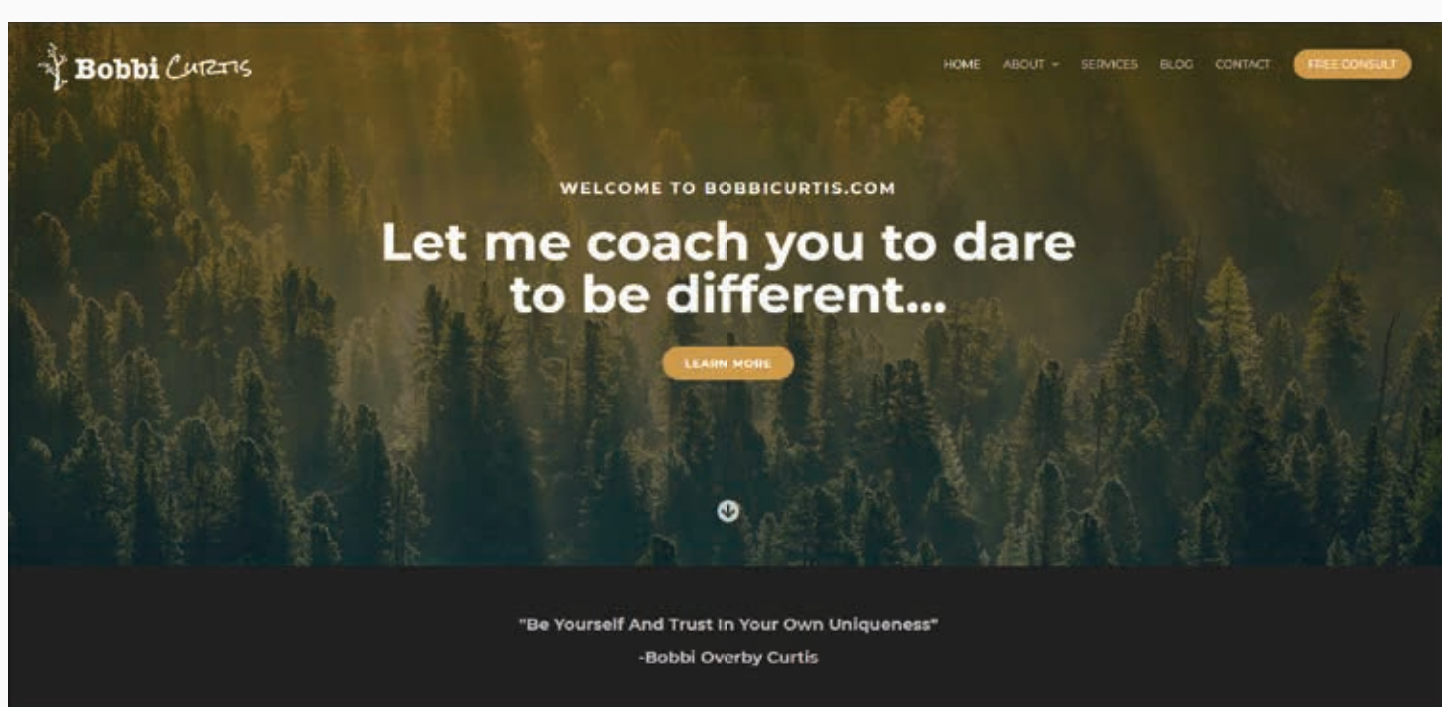 Bobbi CURTIS
HOME ABOUT SERVICES BLOG CONTACT FREE CONSULT
WELCOME TO BOBBICURTIS.COM
Let me coach you to dare
to be different...
LEARN MORE
"Be Yourself And Trust In Your Own Uniqueness"
-Bobbi Overby Curtis